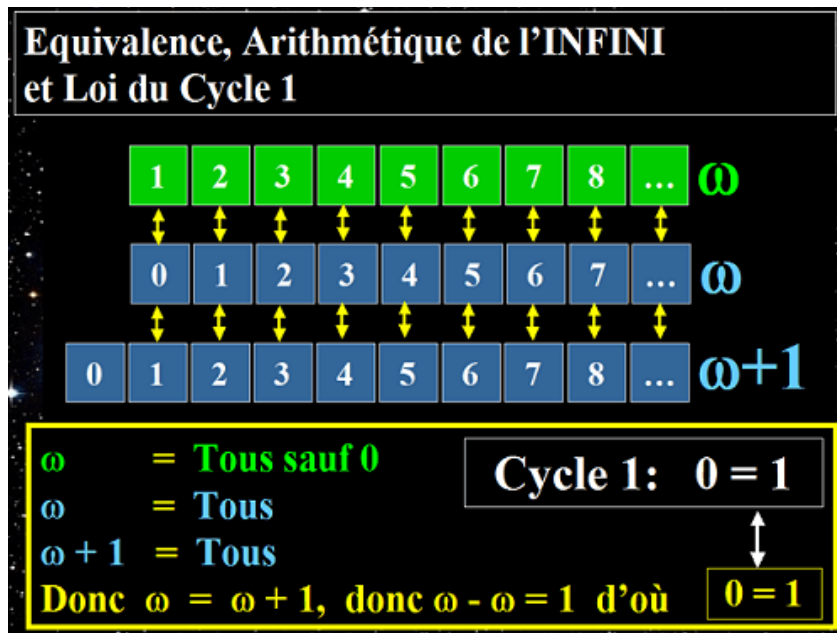 Equivalence, Arithmétique de l’INFINI
et Loi du Cycle 1
1 2 3 4 5 6 7 8 ... ω
0 1 2 3 4 5 6 7 ... ω
0 1 2 3 4 5 6 7 8 ... ω+1
ω = Tous sauf 0
Cycle 1: 0 = 1
ω = Tous
ω + 1 = Tous
Donc ω = ω + 1, donc ω - ω = 1 d’où 0 = 1